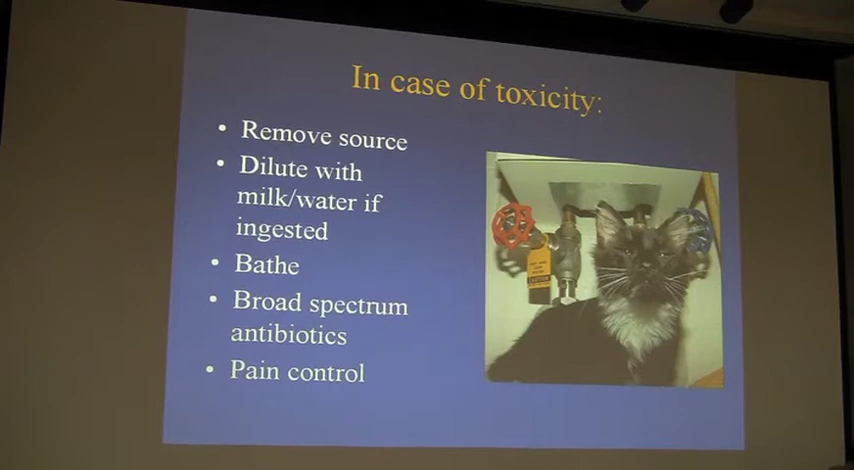 In case of toxicity:
• Remove source
• Dilute with
milk/water if
ingested
• Bathe
• Broad spectrum
antibiotics
• Pain control